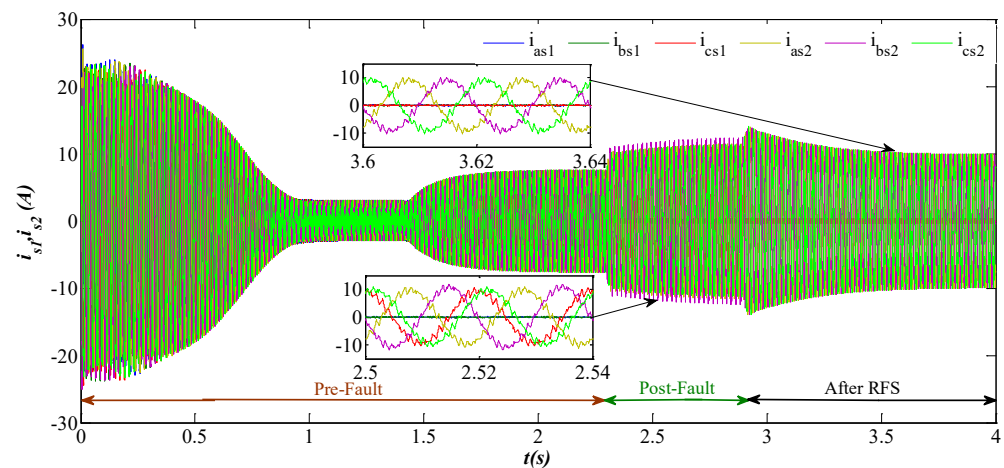 30
20
10
0
-10
-20
-30
i_s1,i_s2 (A)
i_as1 i_bs1 i_cs1 i_as2 i_bs2 i_cs2
10
0
-10
3.6 3.62 3.64
10
0
-10
2.5 2.52 2.54
Pre-Fault Post-Fault After RFS
0 0.5 1 1.5 2 2.5 3 3.5 4
t(s)